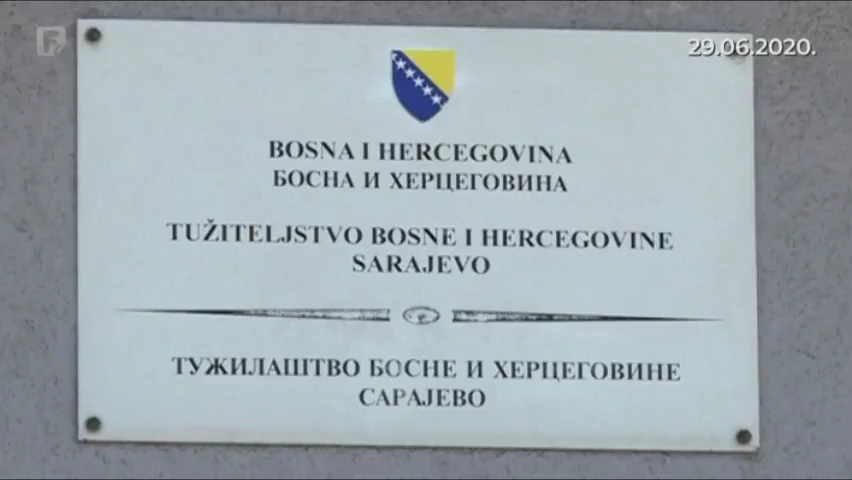 29.06.2020.
BOSNA I HERCEGOVINA
БОСНА И ХЕРЦЕГОВИНА
TUŽITELJSTVO BOSNE I HERCEGOVINE
SARAJEVO
ТУЖИЛАШТВО БОСНЕ И ХЕРЦЕГОВИНЕ
САРАЈЕВО